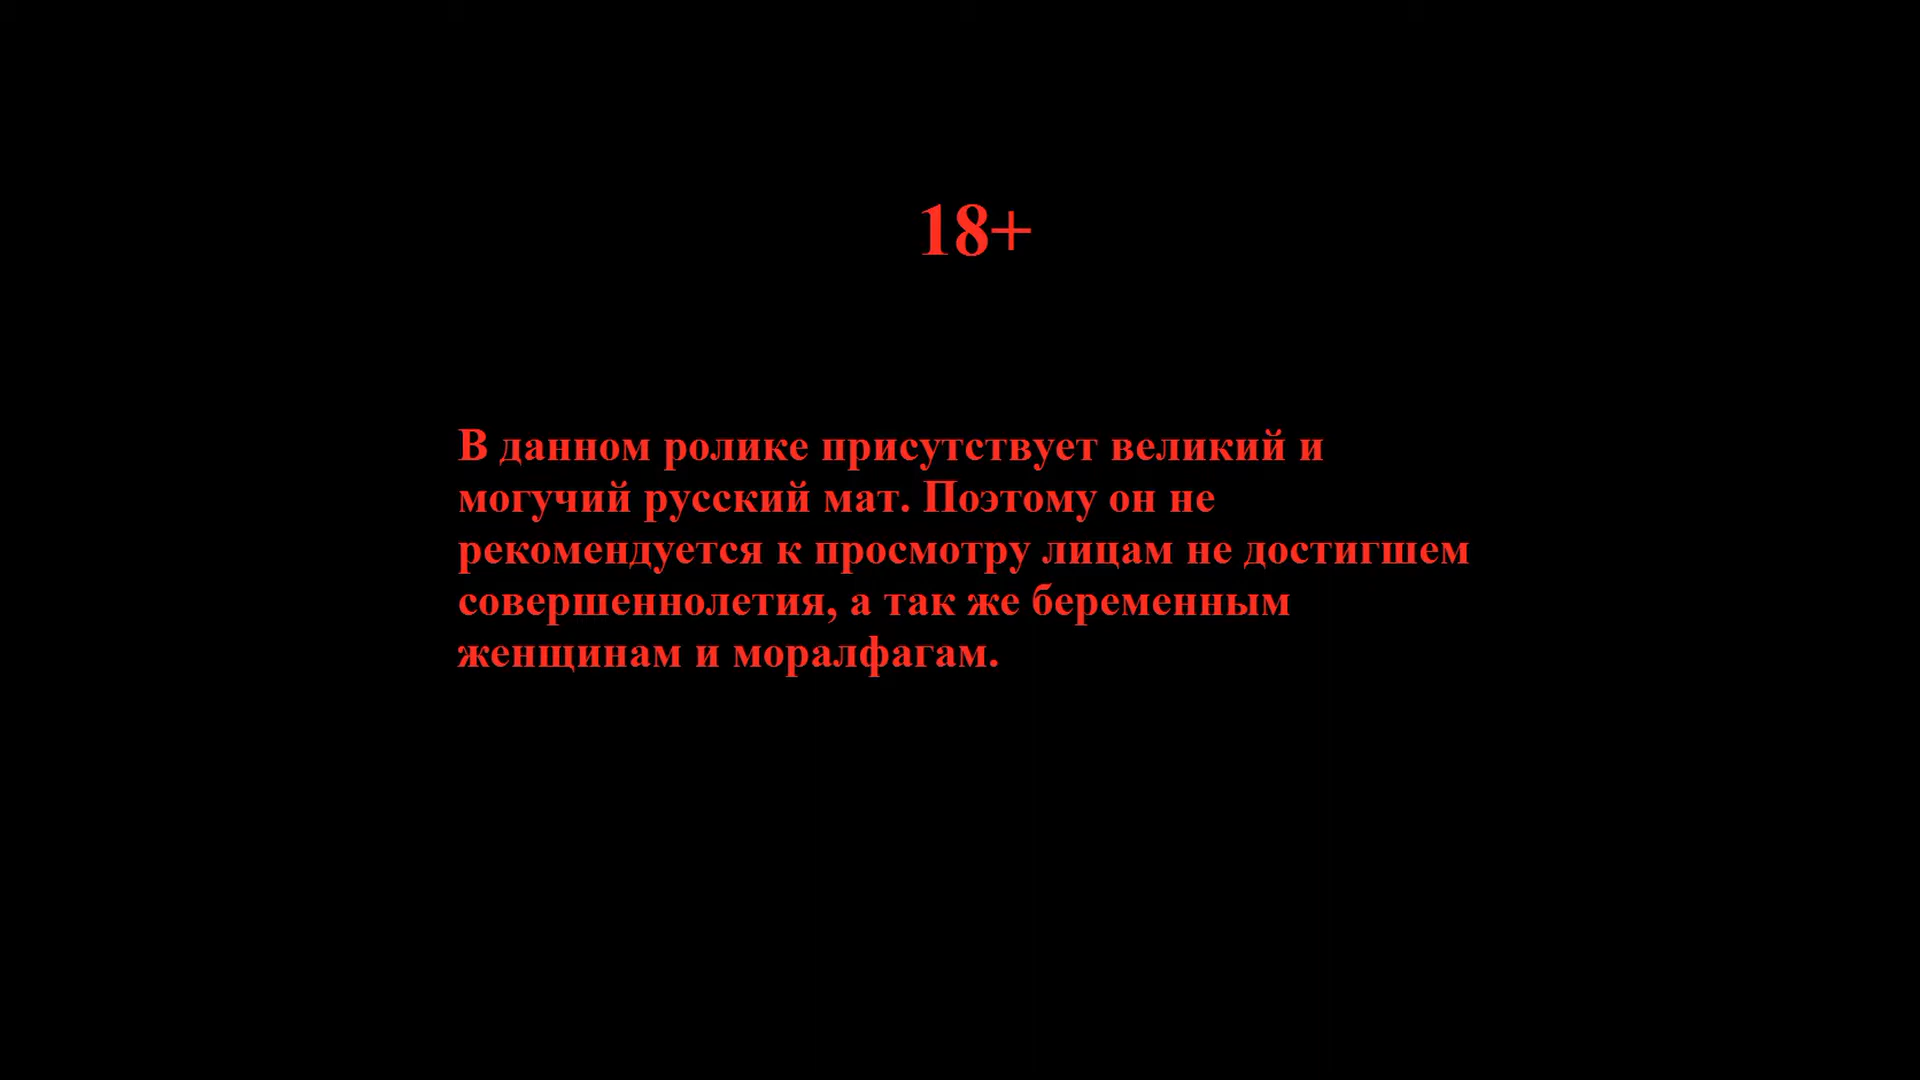 18+
В данном ролике присутствует великий и
могучий русский мат. Поэтому он не
рекомендуется к просмотру лицам не достигшем
совершеннолетия, а так же беременным
женщинам и моралфагам.